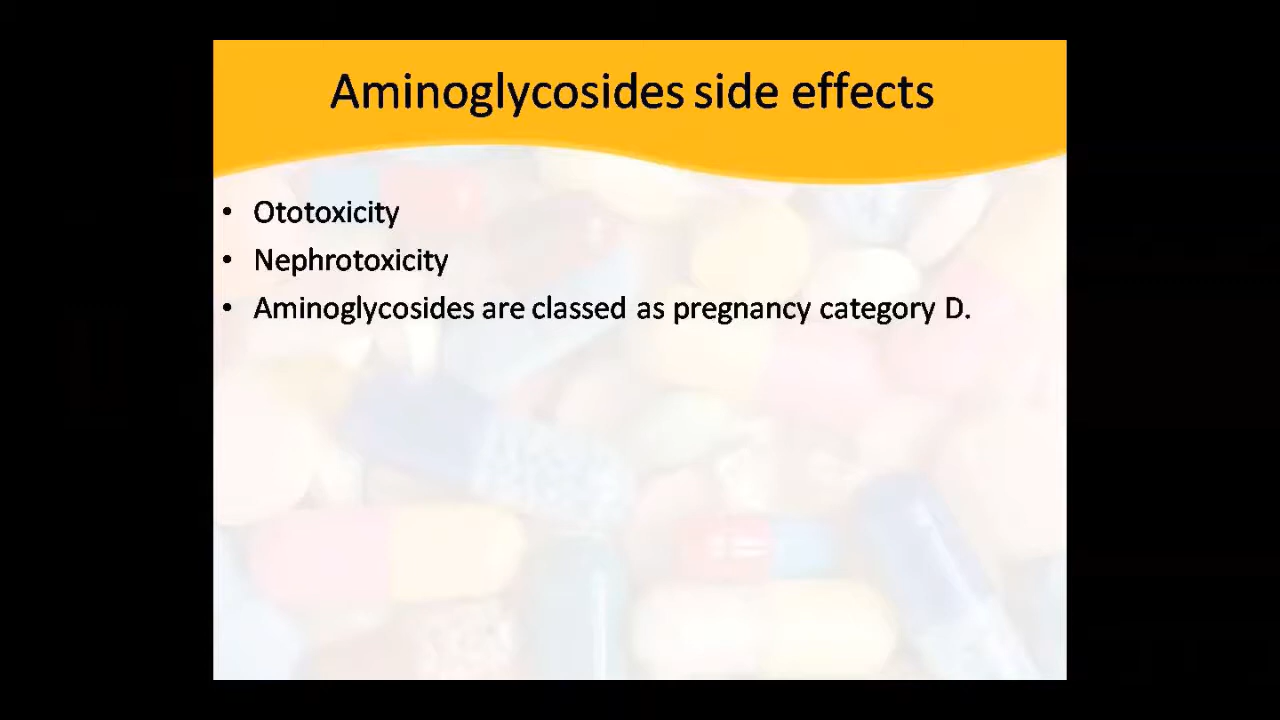 Aminoglycosides side effects
• Ototoxicity
• Nephrotoxicity
• Aminoglycosides are classed as pregnancy category D.